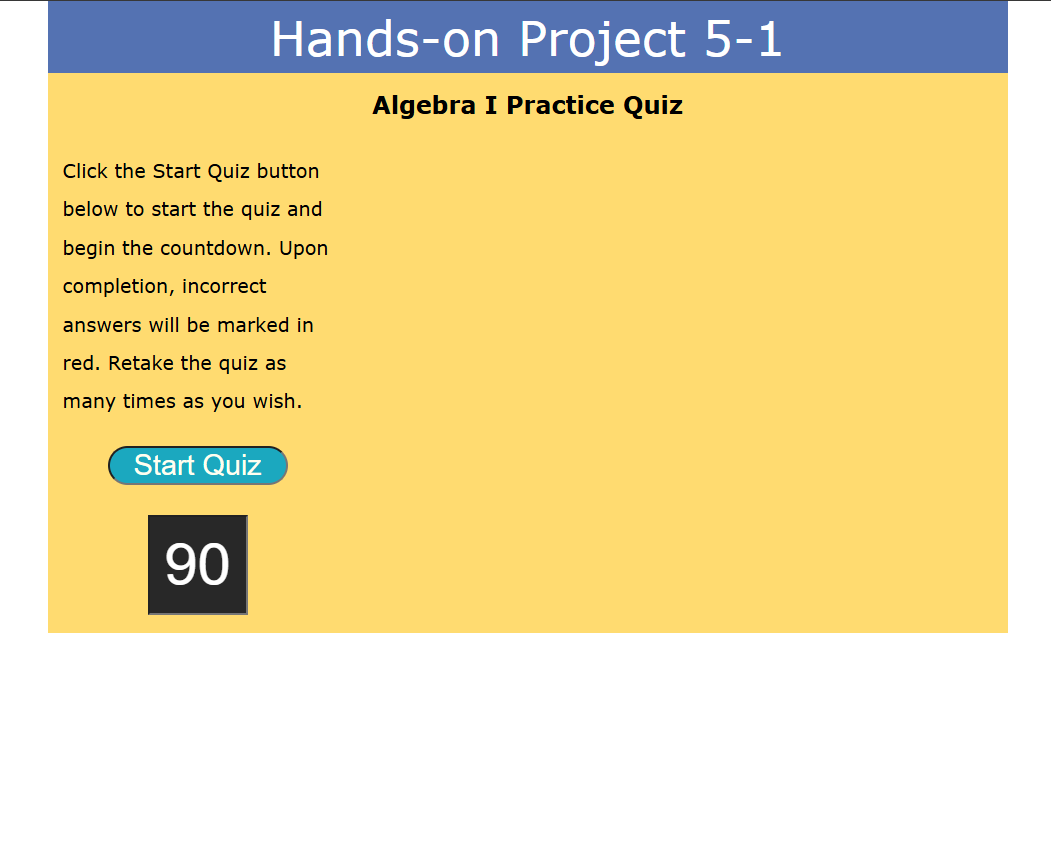 Hands-on Project 5-1
Algebra I Practice Quiz
Click the Start Quiz button
below to start the quiz and
begin the countdown. Upon
completion, incorrect
answers will be marked in
red. Retake the quiz as
many times as you wish.
Start Quiz
90